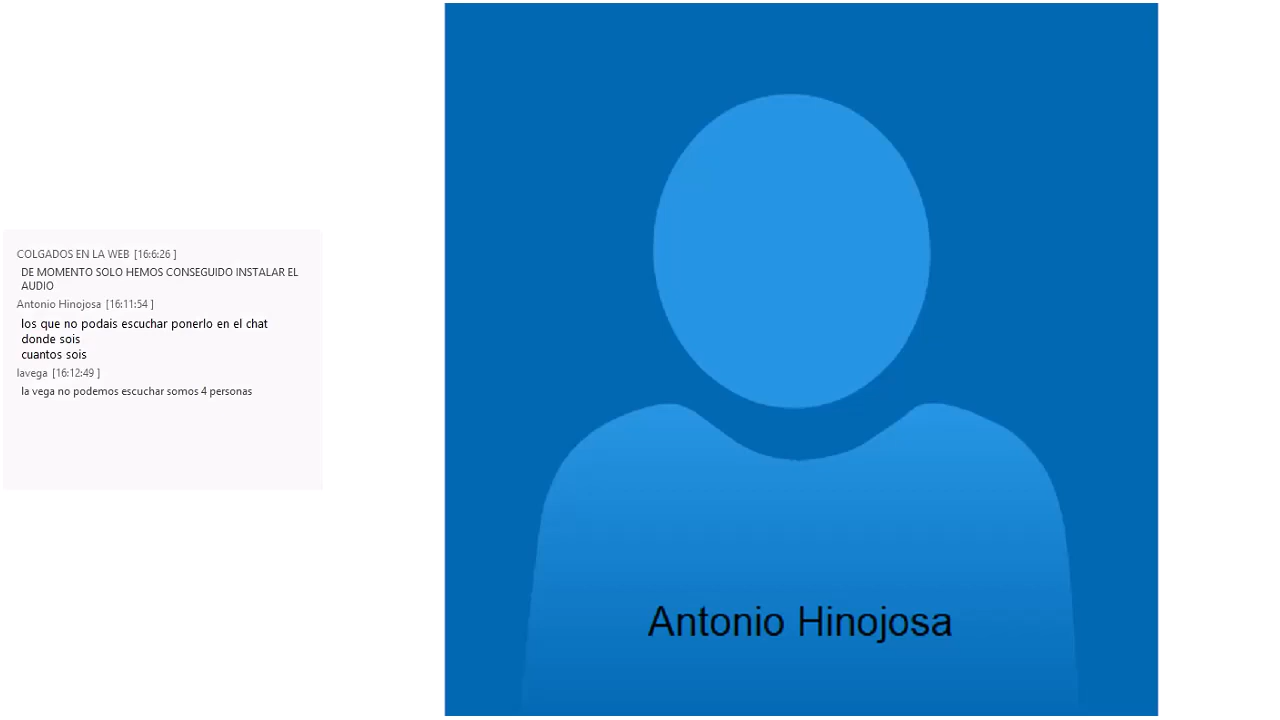 COLGADOS EN LA WEB [16:6:26 ]
DE MOMENTO SOLO HEMOS CONSEGUIDO INSTALAR EL
AUDIO
Antonio Hinojosa [16:11:54 ]
los que no podais escuchar ponerlo en el chat
donde sois
cuantos sois
lavega [16:12:49 ]
la vega no podemos escuchar somos 4 personas
Antonio Hinojosa